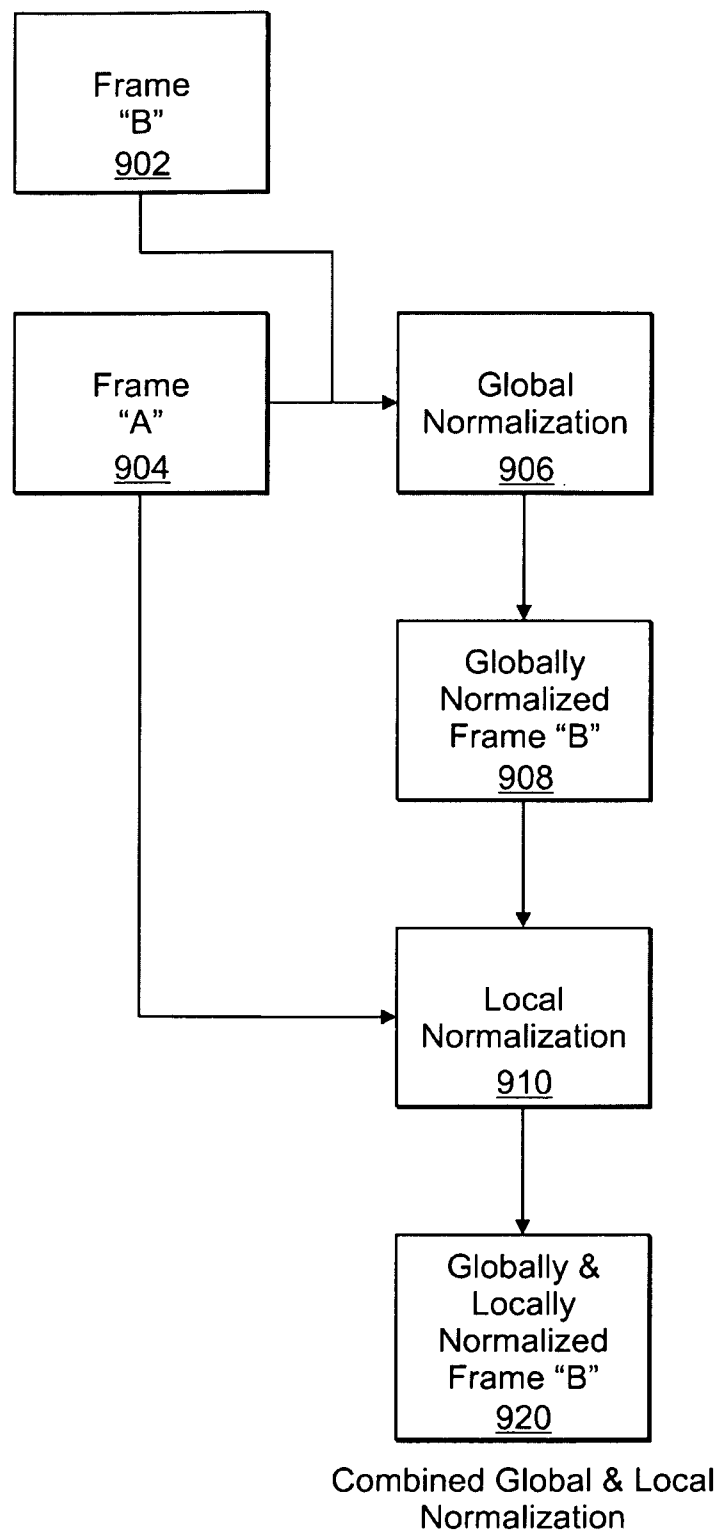 Frame
“B”
902
Frame
“A”
904
Global
Normalization
906
Globally
Normalized
Frame “B”
908
Local
Normalization
910
Globally &
Locally
Normalized
Frame “B”
920
Combined Global & Local
Normalization